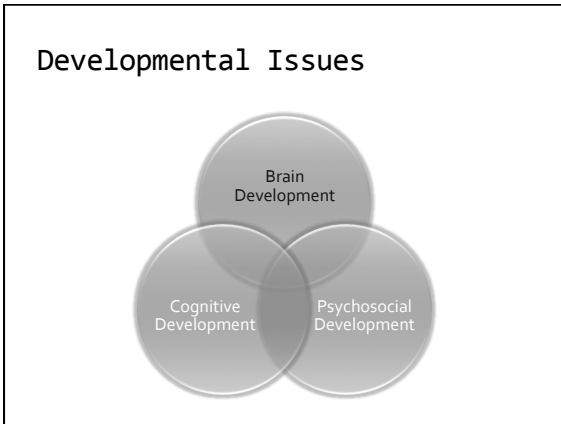 Developmental Issues
Brain
Development
Cognitive
Development
Psychosocial
Development